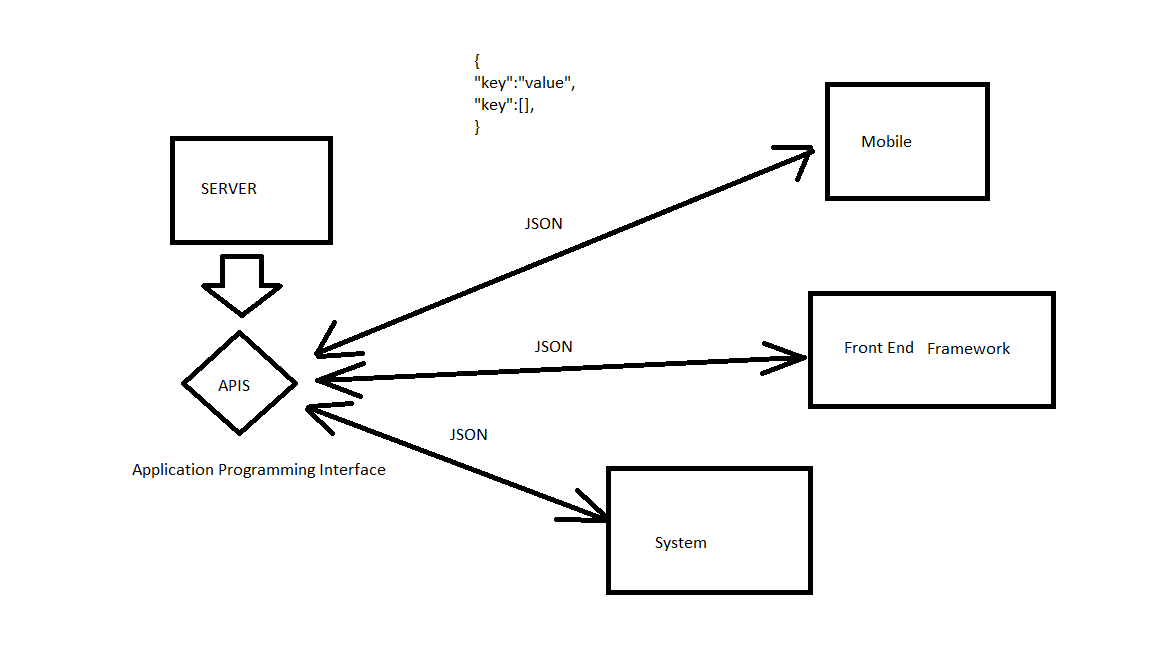 {
"key":"value",
"key":[],
}
Mobile
SERVER
JSON
JSON
Front End Framework
APIS
JSON
Application Programming Interface
System